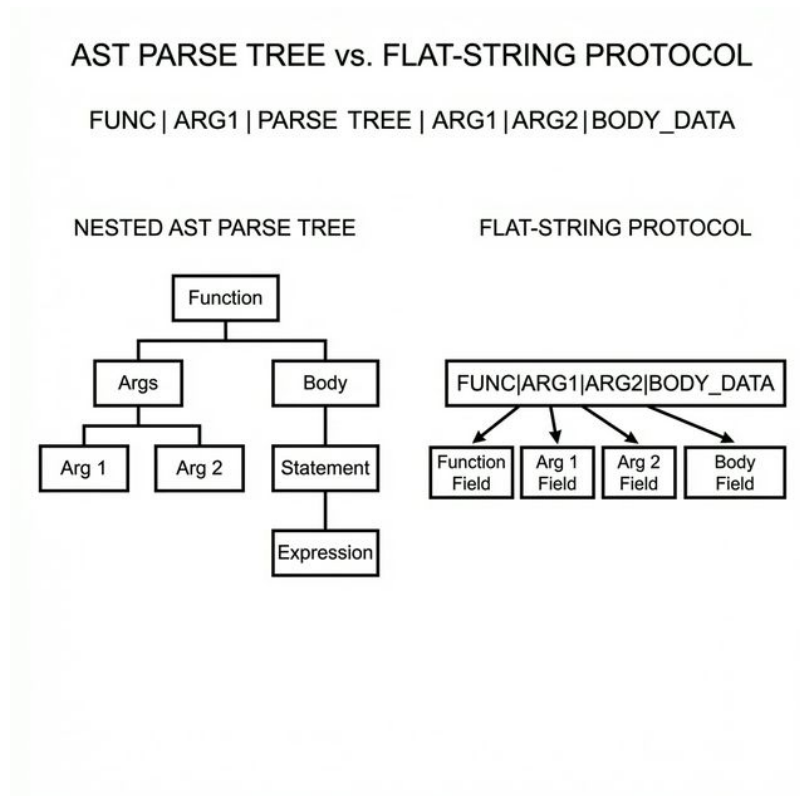 AST PARSE TREE vs. FLAT-STRING PROTOCOL
FUNC | ARG1 | PARSE TREE | ARG1 | ARG2 | BODY_DATA
NESTED AST PARSE TREE
Function
Args
Body
Arg 1
Arg 2
Statement
Expression
FLAT-STRING PROTOCOL
FUNC|ARG1|ARG2|BODY_DATA
Function
Field
Arg 1
Field
Arg 2
Field
Body
Field